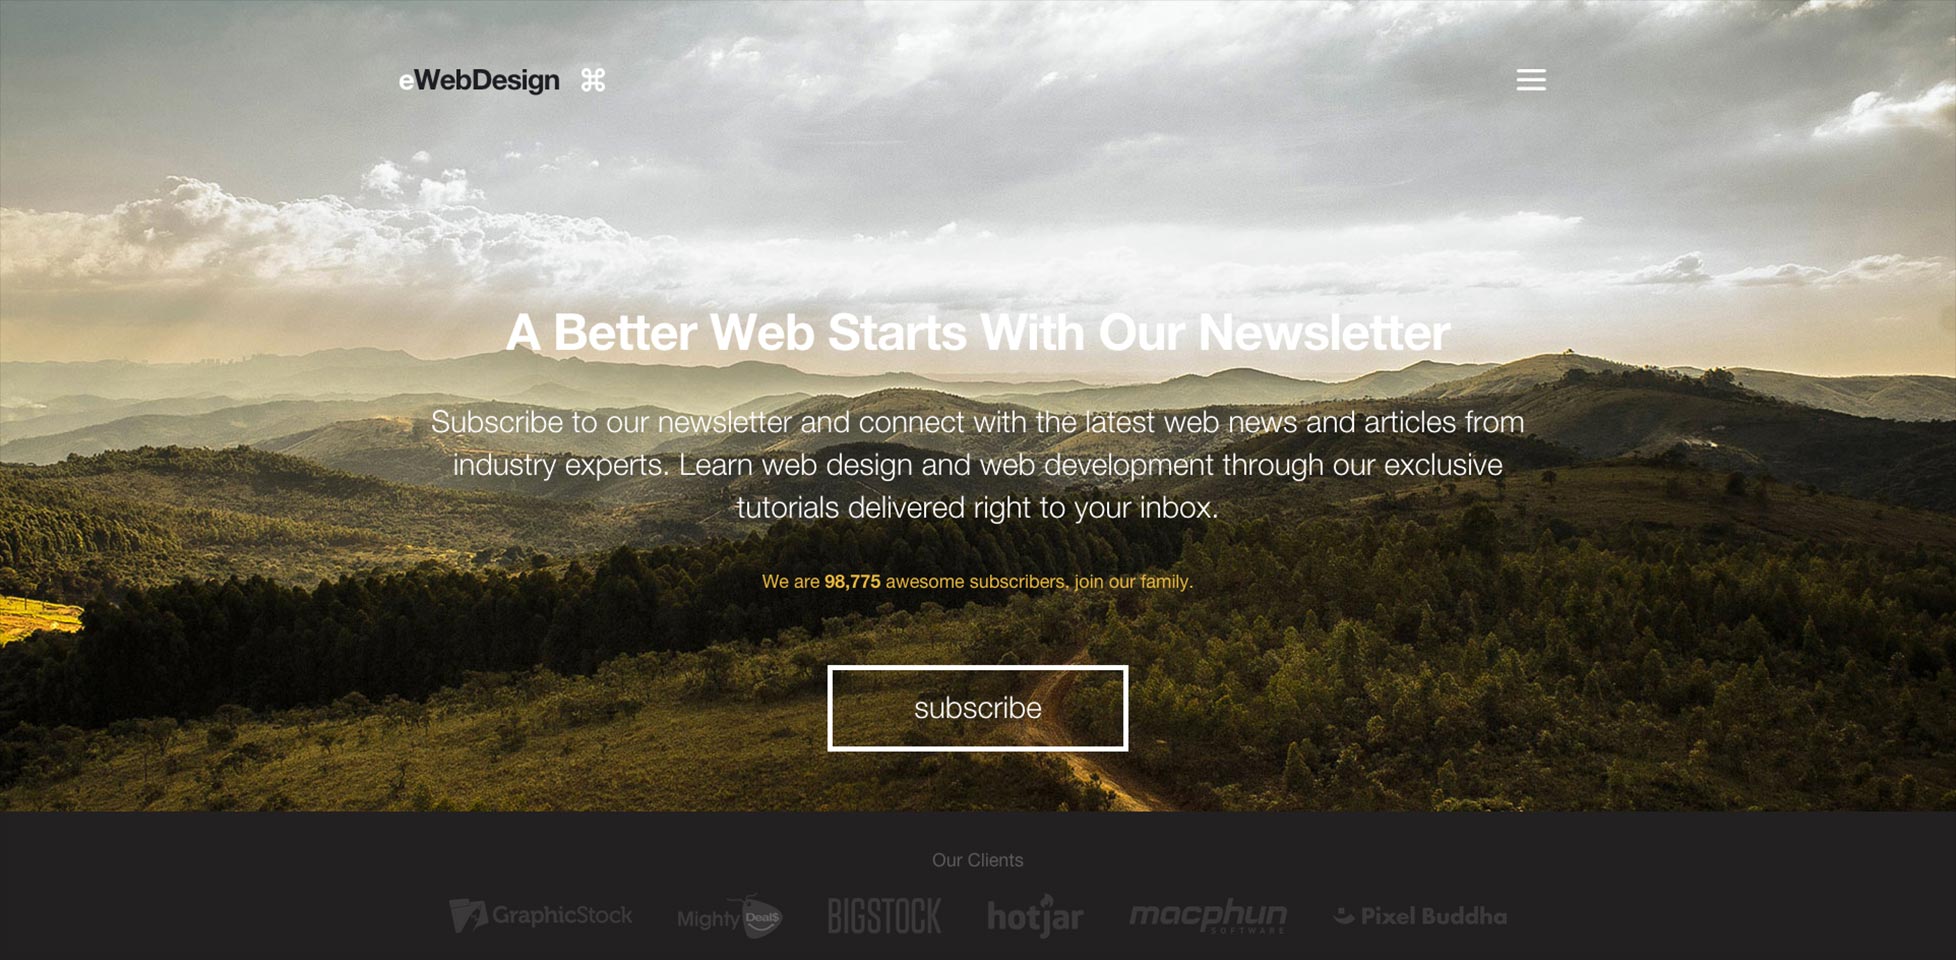 eWebDesign ⌘
A Better Web Starts With Our Newsletter
Subscribe to our newsletter and connect with the latest web news and articles from
industry experts. Learn web design and web development through our exclusive
tutorials delivered right to your inbox.
We are 98,775 awesome subscribers, join our family.
subscribe
Our Clients
GraphicStock Mighty Deal$ BIGSTOCK hotjar macphun SOFTWARE Pixel Buddha